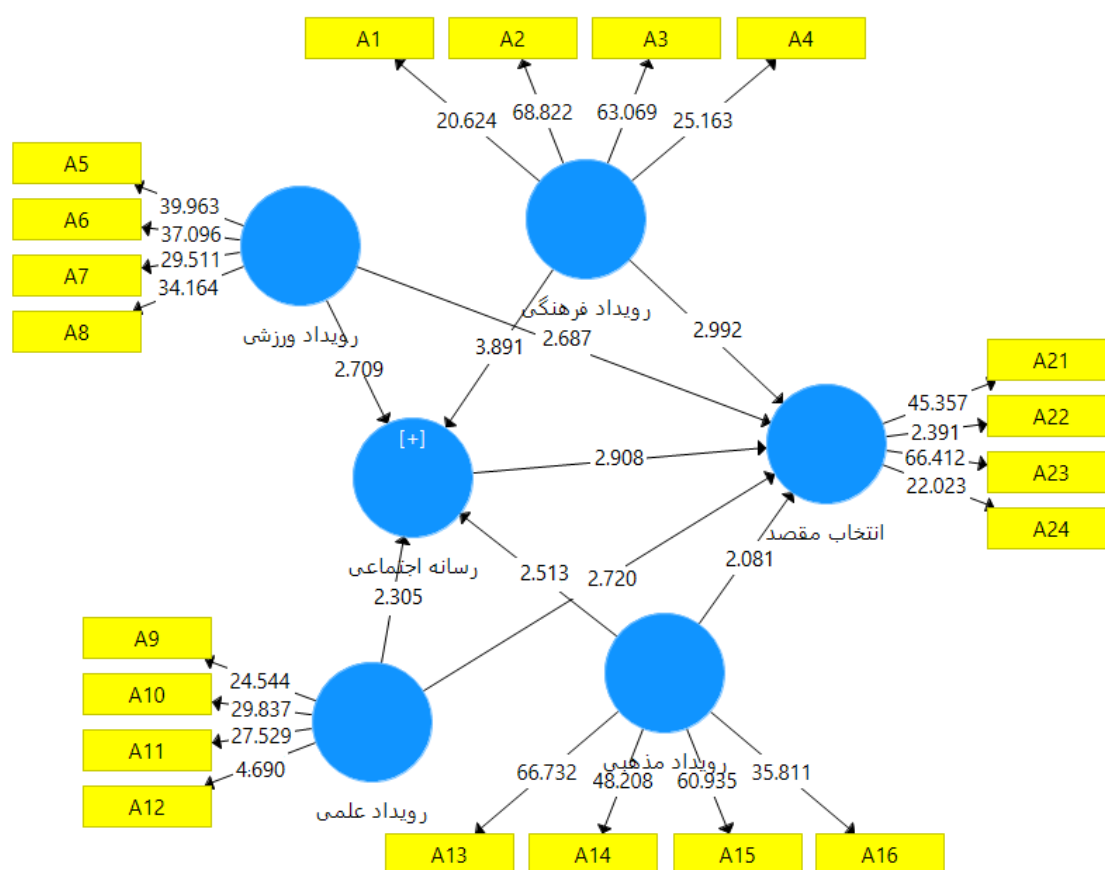 A1
A2
A3
A4
20.624
68.822
63.069
25.163
A5
A6
A7
A8
39.963
37.096
29.511
34.164
رویداد ورزشی
رویداد فرهنگی
2.709
3.891
2.687
2.992
[+]
رسانه اجتماعی
2.908
انتخاب مقصد
A21
A22
A23
A24
45.357
2.391
66.412
22.023
2.305
2.513
2.720
2.081
A9
A10
A11
A12
24.544
29.837
27.529
4.690
رویداد علمی
رویداد مذهبی
66.732
48.208
60.935
35.811
A13
A14
A15
A16